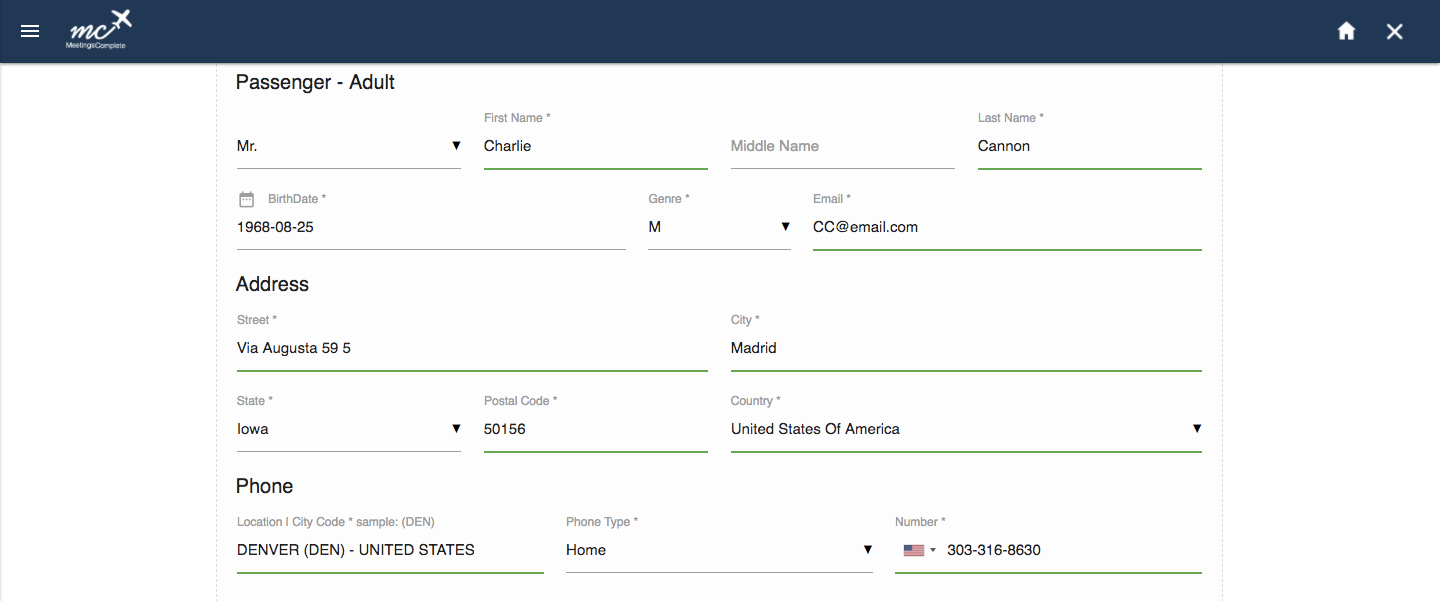 mc
MeetingsComplete
Passenger - Adult
First Name * Last Name *
Mr. Charlie Middle Name Cannon
BirthDate * Genre * Email *
1968-08-25 M CC@email.com
Address
Street * City *
Via Augusta 59 5 Madrid
State * Postal Code * Country *
Iowa 50156 United States Of America
Phone
Location | City Code * sample: (DEN) Phone Type * Number *
DENVER (DEN) - UNITED STATES Home 303-316-8630